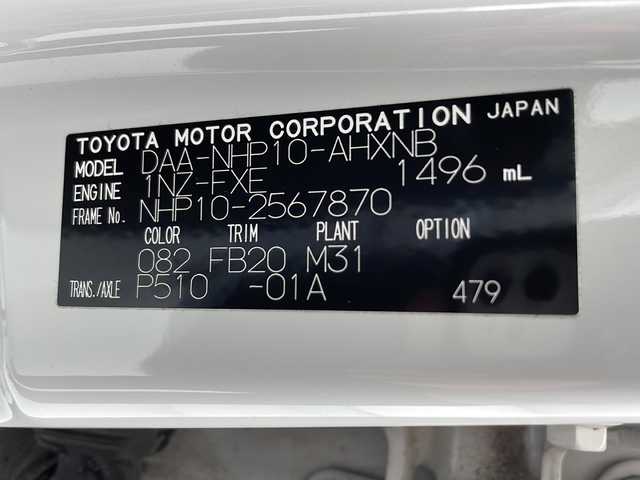 TOYOTA MOTOR CORPORATION JAPAN
MODEL DAA-NHP10-AHXNB
ENGINE 1NZ-FXE 1496 mL
FRAME No. NHP10-2567870
COLOR TRIM PLANT OPTION
082 FB20 M31
TRANS./AXLE P510 -01A 479